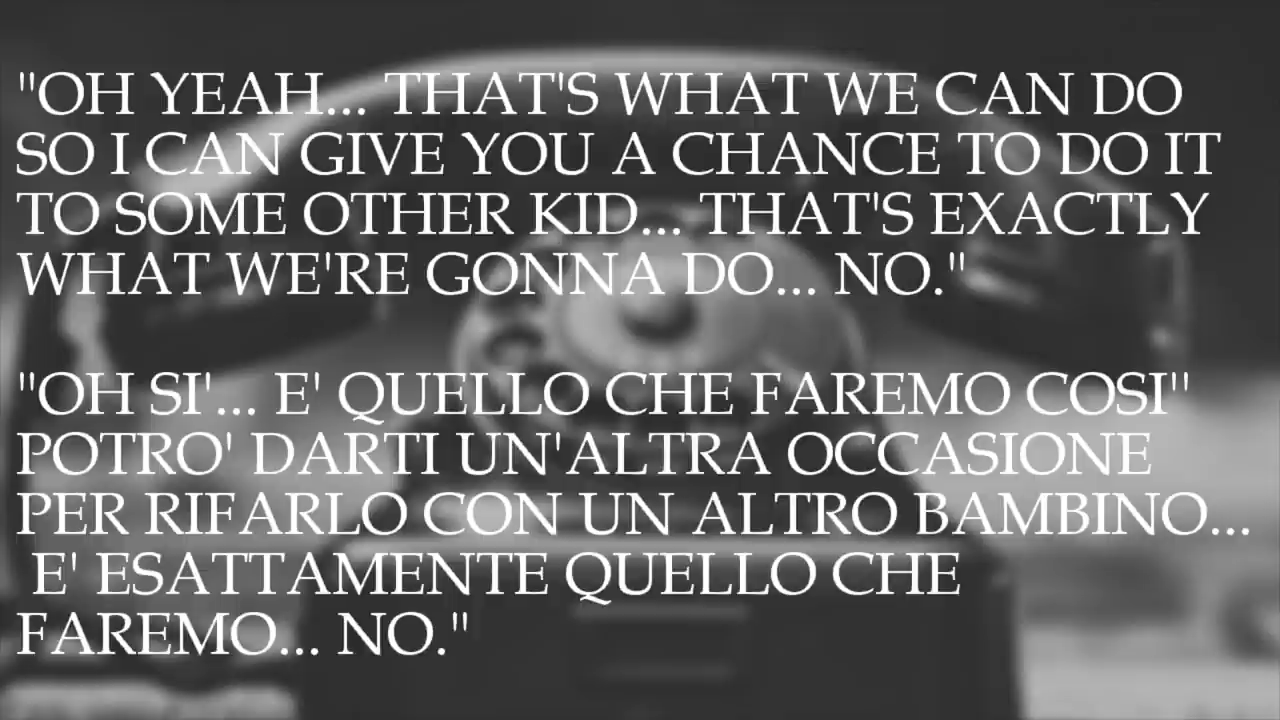 "OH YEAH... THAT'S WHAT WE CAN DO
SO I CAN GIVE YOU A CHANCE TO DO IT
TO SOME OTHER KID... THAT'S EXACTLY
WHAT WE'RE GONNA DO... NO."
"OH SI'... E' QUELLO CHE FAREMO COSI''
POTRO' DARTI UN'ALTRA OCCASIONE
PER RIFARLO CON UN ALTRO BAMBINO...
E' ESATTAMENTE QUELLO CHE
FAREMO... NO."